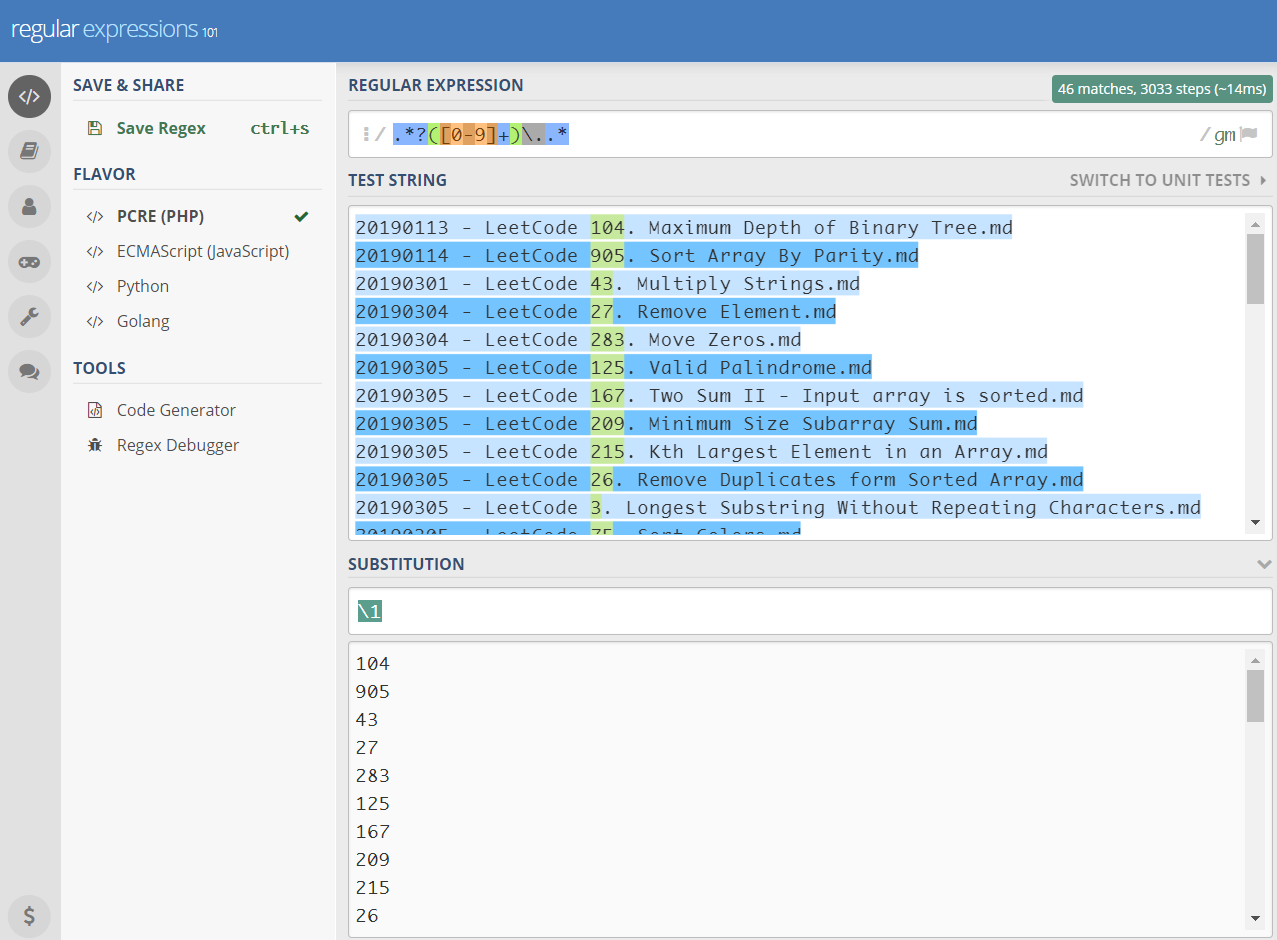 regular expressions 101
SAVE & SHARE
Save Regex ctrl+s
FLAVOR
</> PCRE (PHP)
</> ECMAScript (JavaScript)
</> Python
</> Golang
TOOLS
Code Generator
Regex Debugger
$
REGULAR EXPRESSION
46 matches, 3033 steps (~14ms)
/ .*?([0-9]+)\..* / gm
TEST STRING
SWITCH TO UNIT TESTS
20190113 - LeetCode 104. Maximum Depth of Binary Tree.md
20190114 - LeetCode 905. Sort Array By Parity.md
20190301 - LeetCode 43. Multiply Strings.md
20190304 - LeetCode 27. Remove Element.md
20190304 - LeetCode 283. Move Zeros.md
20190305 - LeetCode 125. Valid Palindrome.md
20190305 - LeetCode 167. Two Sum II - Input array is sorted.md
20190305 - LeetCode 209. Minimum Size Subarray Sum.md
20190305 - LeetCode 215. Kth Largest Element in an Array.md
20190305 - LeetCode 26. Remove Duplicates form Sorted Array.md
20190305 - LeetCode 3. Longest Substring Without Repeating Characters.md
20190305 - LeetCode 75. Sort Colors.md
SUBSTITUTION
\1
104
905
43
27
283
125
167
209
215
26